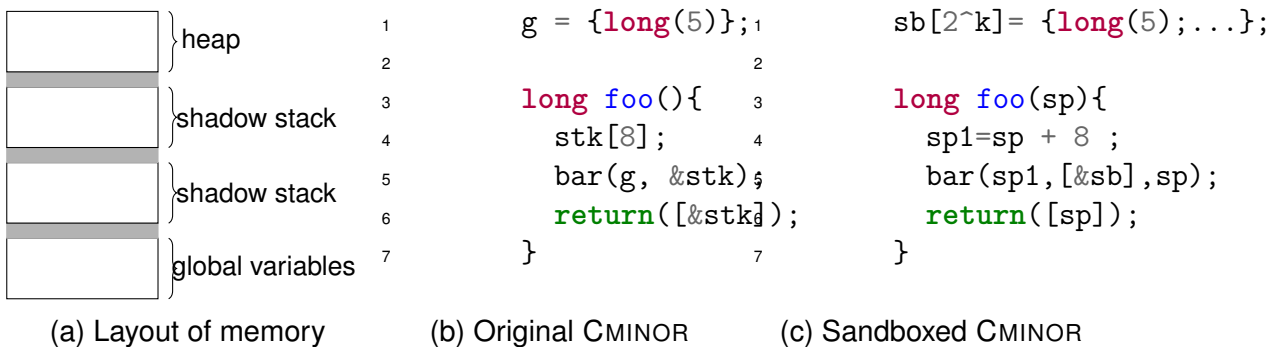 heap
shadow stack
shadow stack
global variables
(a) Layout of memory
1 g = {long(5)};
2
3 long foo(){
4 stk[8];
5 bar(g, &stk);
6 return([&stk]);
7 }
(b) Original CMINOR
1 sb[2^k]= {long(5);...};
2
3 long foo(sp){
4 sp1=sp + 8 ;
5 bar(sp1,[&sb],sp);
6 return([sp]);
7 }
(c) Sandboxed CMINOR